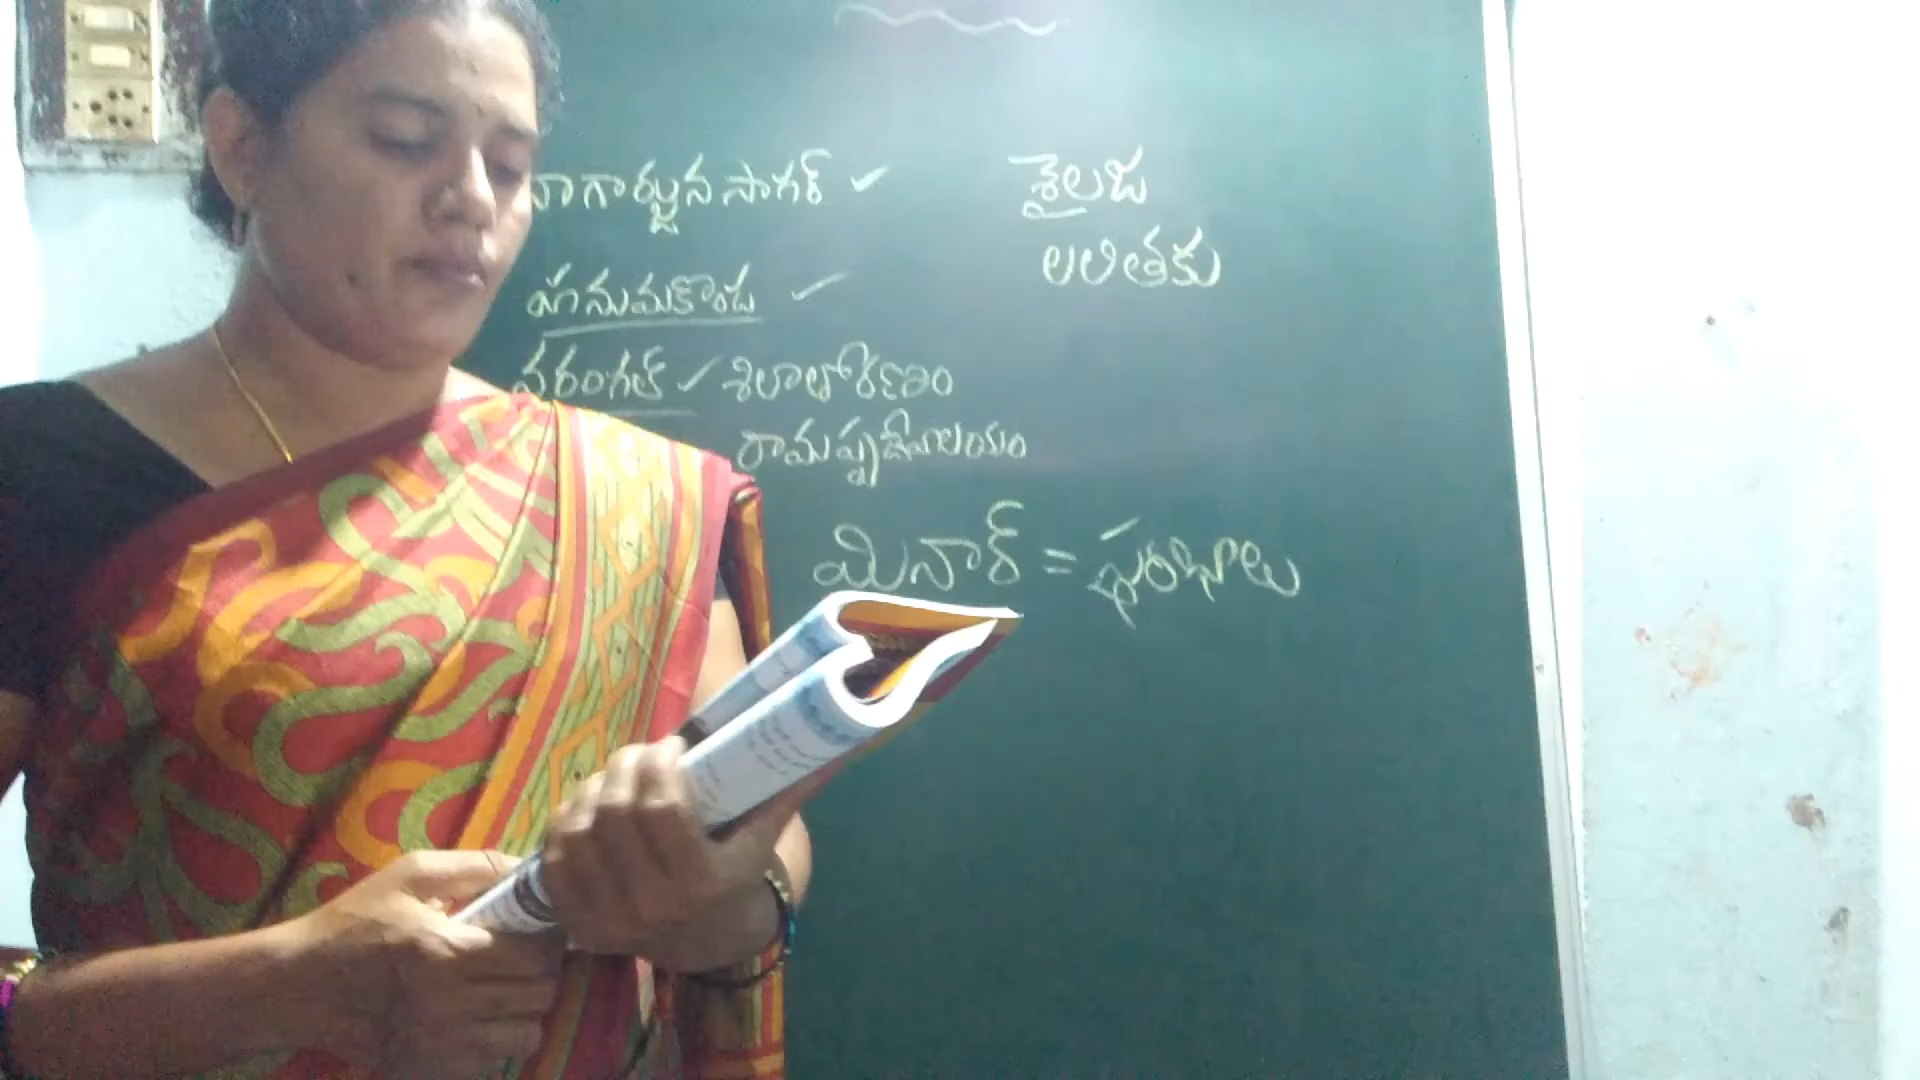 నాగార్జున సాగర్ ✓
శైలజ
లలితకు
హనుమకొండ ✓
వరంగల్ ✓ శిలాతోరణం
రామప్పదేవాలయం
మినార్ = స్థంభాలు